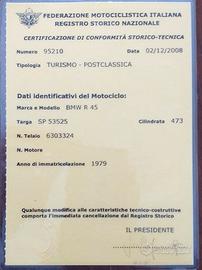 FEDERAZIONE MOTOCICLISTICA ITALIANA
REGISTRO STORICO NAZIONALE
CERTIFICAZIONE DI CONFORMITÀ STORICO-TECNICA
Numero 95210 Data 02/12/2008
Tipologia TURISMO - POSTCLASSICA
Dati identificativi del Motociclo:
Marca e Modello BMW R 45
Targa SP 53525 Cilindrata 473
N. Telaio 6303324
N. Motore
Anno di immatricolazione 1979
Qualunque modifica alle caratteristiche tecnico-costruttive
comporta l'immediata cancellazione dal Registro Storico
IL PRESIDENTE